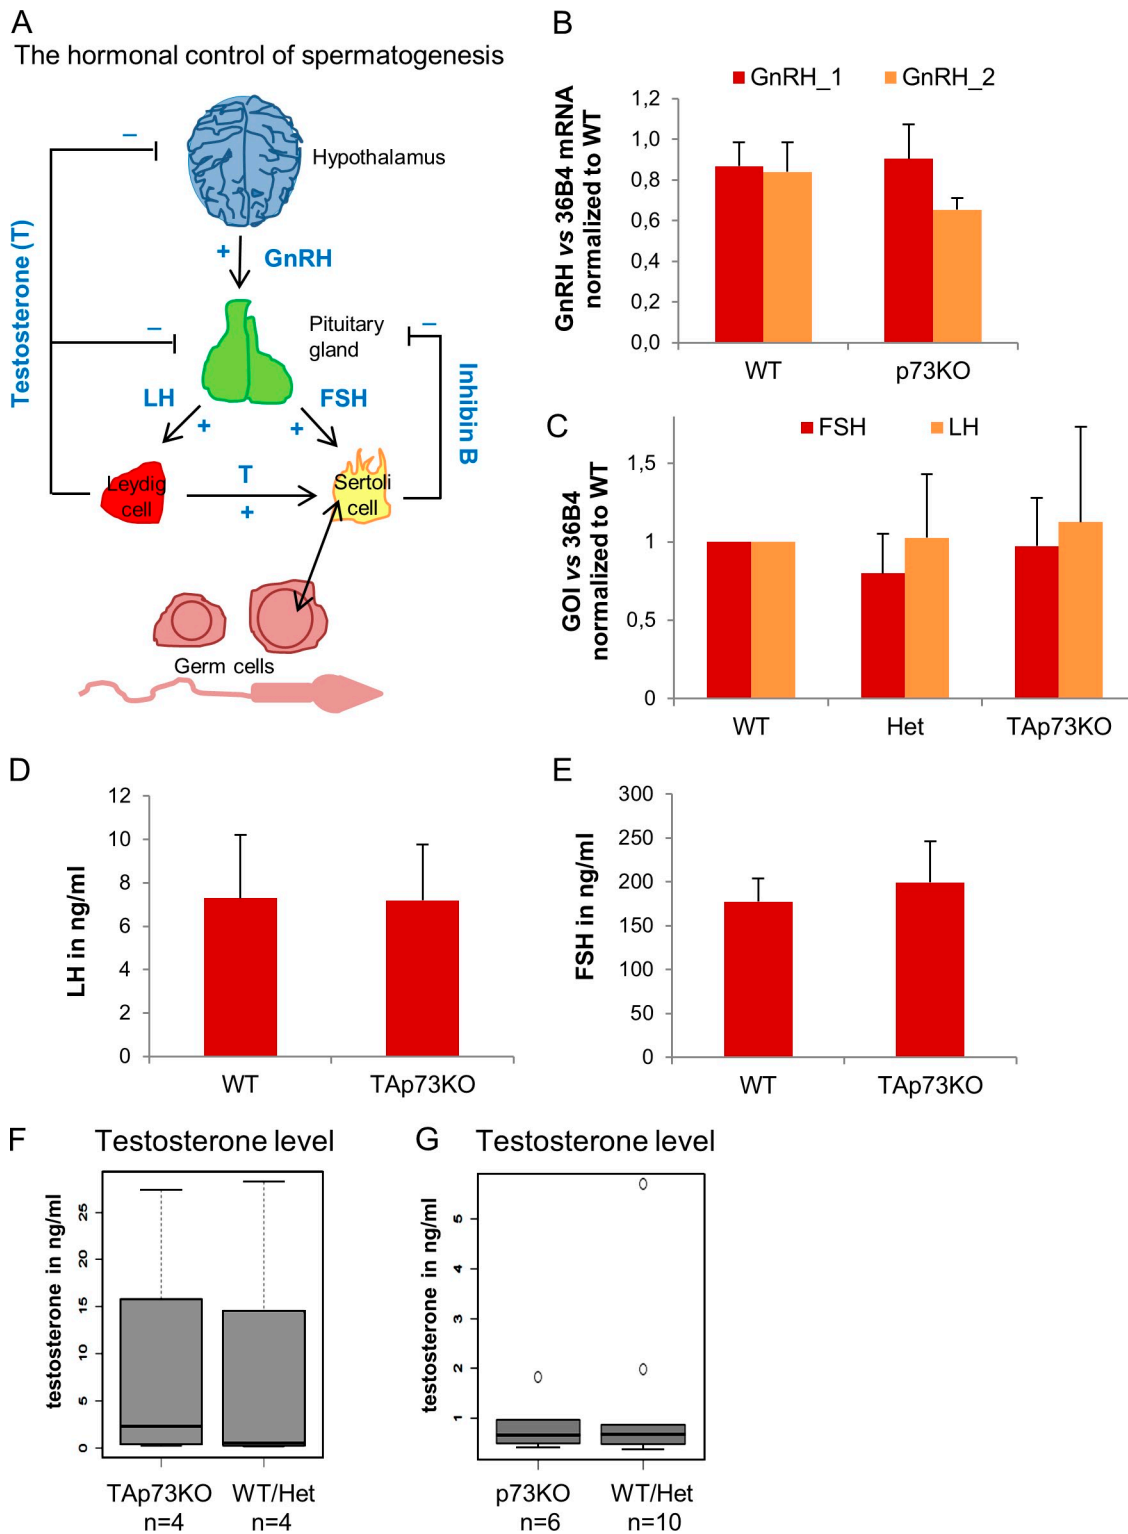 A
The hormonal control of spermatogenesis
Hypothalamus
–
+
GnRH
Testosterone (T)
–
Pituitary
gland
–
LH
FSH
+
+
Inhibin B
Leydig
cell
T
+
Sertoli
cell
Germ cells
B
GnRH_1 GnRH_2
GnRH vs 36B4 mRNA
normalized to WT
1,2
1,0
0,8
0,6
0,4
0,2
0,0
WT p73KO
C
FSH LH
GOI vs 36B4
normalized to WT
1,5
1
0,5
0
WT Het TAp73KO
D
LH in ng/ml
12
10
8
6
4
2
0
WT TAp73KO
E
FSH in ng/ml
300
250
200
150
100
50
0
WT TAp73KO
F Testosterone level
testosterone in ng/ml
25
20
15
10
5
0
TAp73KO WT/Het
n=4 n=4
G Testosterone level
testosterone in ng/ml
5
4
3
2
1
p73KO WT/Het
n=6 n=10